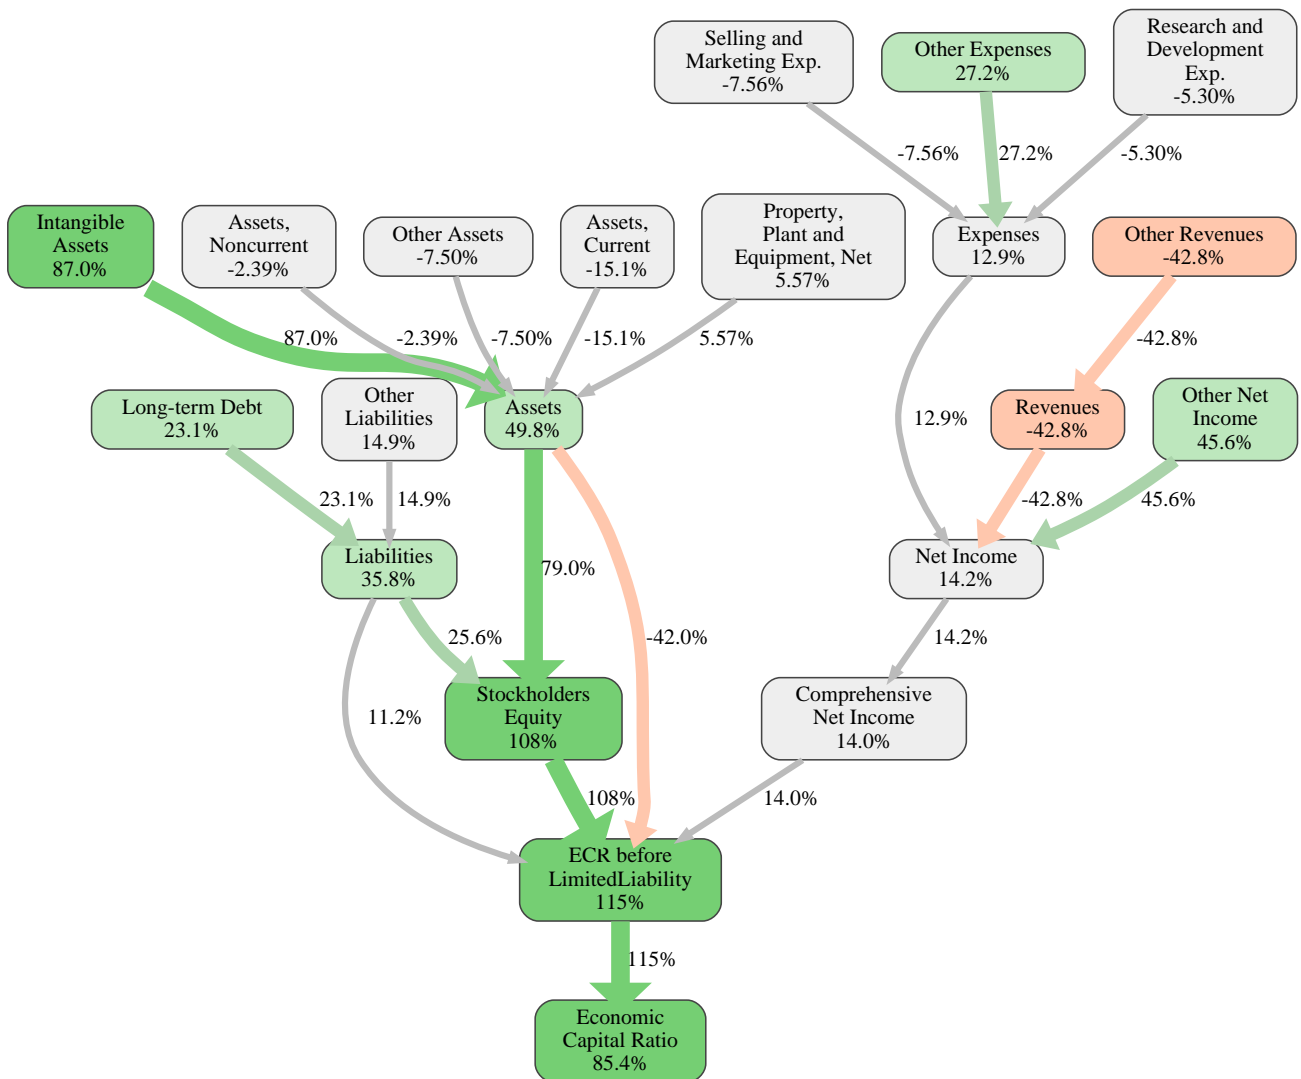 Selling and
Marketing Exp.
-7.56%
Other Expenses
27.2%
Research and
Development
Exp.
-5.30%
-7.56%
27.2%
-5.30%
Intangible
Assets
87.0%
Assets,
Noncurrent
-2.39%
Other Assets
-7.50%
Assets,
Current
-15.1%
Property,
Plant and
Equipment, Net
5.57%
Expenses
12.9%
Other Revenues
-42.8%
87.0%
-2.39%
-7.50%
-15.1%
5.57%
-42.8%
Long-term Debt
23.1%
Other
Liabilities
14.9%
Assets
49.8%
12.9%
Revenues
-42.8%
Other Net
Income
45.6%
23.1%
14.9%
-42.8%
45.6%
Liabilities
35.8%
79.0%
Net Income
14.2%
25.6%
-42.0%
14.2%
11.2%
Stockholders
Equity
108%
Comprehensive
Net Income
14.0%
108%
14.0%
ECR before
LimitedLiability
115%
115%
Economic
Capital Ratio
85.4%